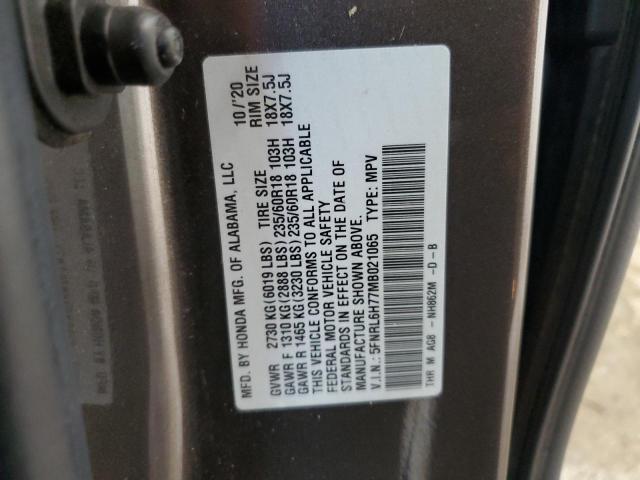 MFD. BY HONDA MFG. OF ALABAMA, LLC 10/'20
GVWR 2730 KG (6019 LBS) TIRE SIZE RIM SIZE
GAWR F 1310 KG (2888 LBS) 235/60R18 103H 18X7.5J
GAWR R 1465 KG (3230 LBS) 235/60R18 103H 18X7.5J
THIS VEHICLE CONFORMS TO ALL APPLICABLE
FEDERAL MOTOR VEHICLE SAFETY
STANDARDS IN EFFECT ON THE DATE OF
MANUFACTURE SHOWN ABOVE.
V.I.N.: 5FNRL6H77MB021065 TYPE: MPV
THR M AGB - NH862M -D-B